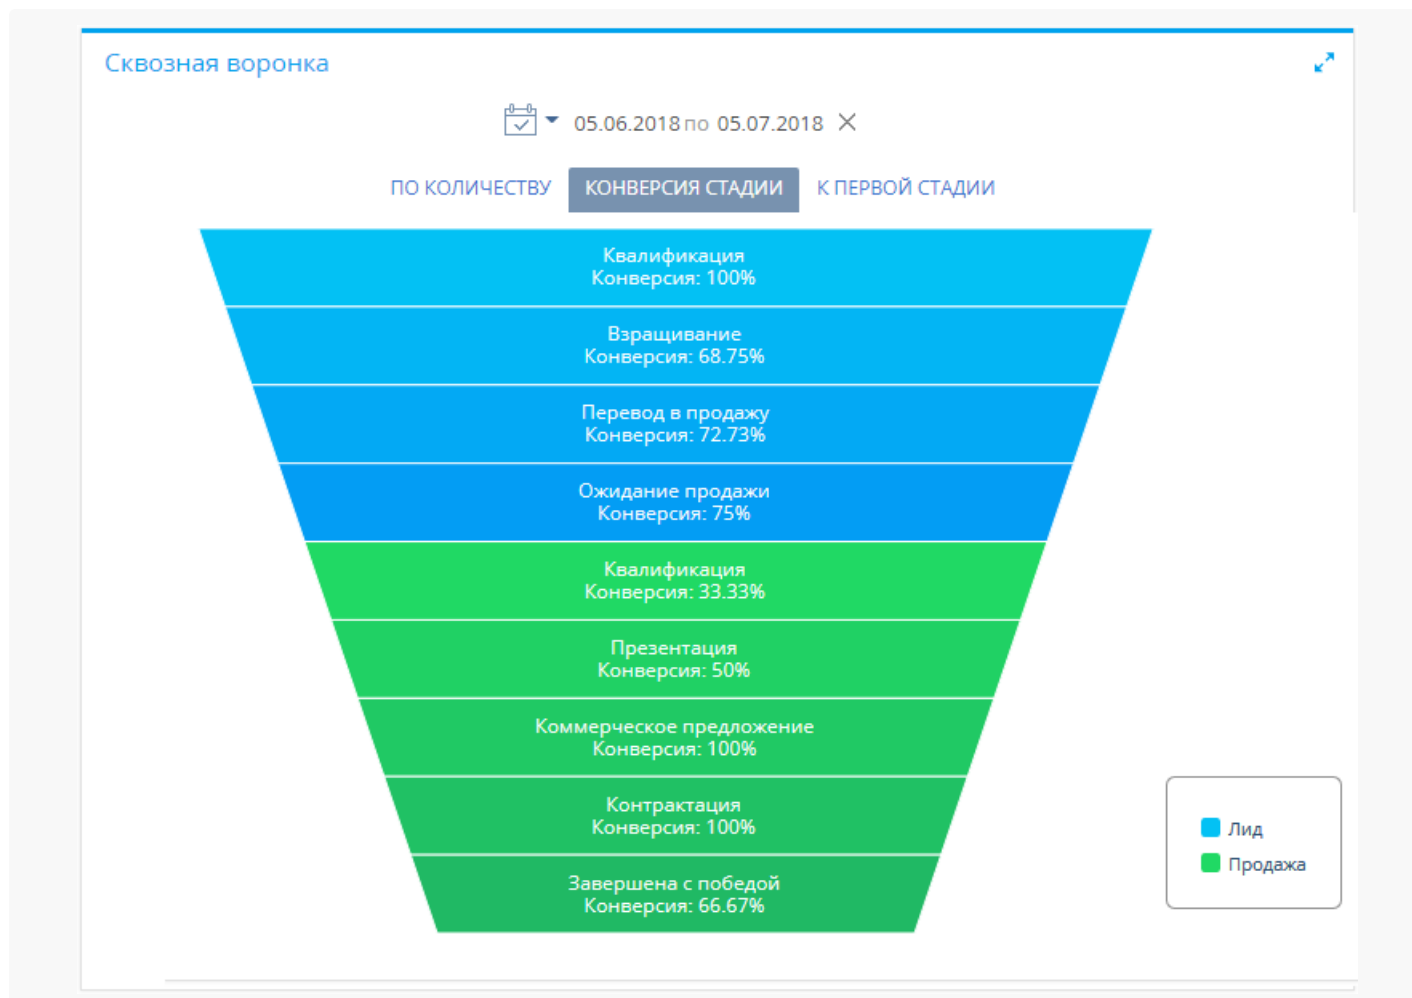 Сквозная воронка
05.06.2018 по 05.07.2018
ПО КОЛИЧЕСТВУ КОНВЕРСИЯ СТАДИИ К ПЕРВОЙ СТАДИИ
Квалификация
Конверсия: 100%
Взращивание
Конверсия: 68.75%
Перевод в продажу
Конверсия: 72.73%
Ожидание продажи
Конверсия: 75%
Квалификация
Конверсия: 33.33%
Презентация
Конверсия: 50%
Коммерческое предложение
Конверсия: 100%
Контрактация
Конверсия: 100%
Завершена с победой
Конверсия: 66.67%
Лид
Продажа